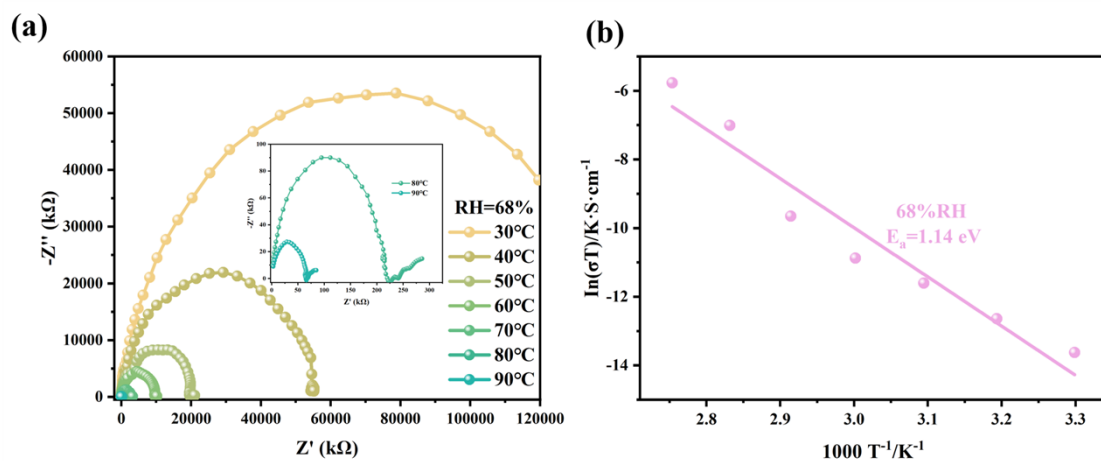 (a)
60000
50000
40000
30000
20000
10000
0
-Z'' (kΩ)
0 20000 40000 60000 80000 100000 120000
Z' (kΩ)
100
80
60
40
20
0
-Z'' (kΩ)
0 50 100 150 200 250 300
Z' (kΩ)
80℃
90℃
RH=68%
30℃
40℃
50℃
60℃
70℃
80℃
90℃
(b)
-6
-8
-10
-12
-14
In(σT)/K·S·cm⁻¹
68%RH
Eₐ=1.14 eV
2.8 2.9 3.0 3.1 3.2 3.3
1000 T⁻¹/K⁻¹